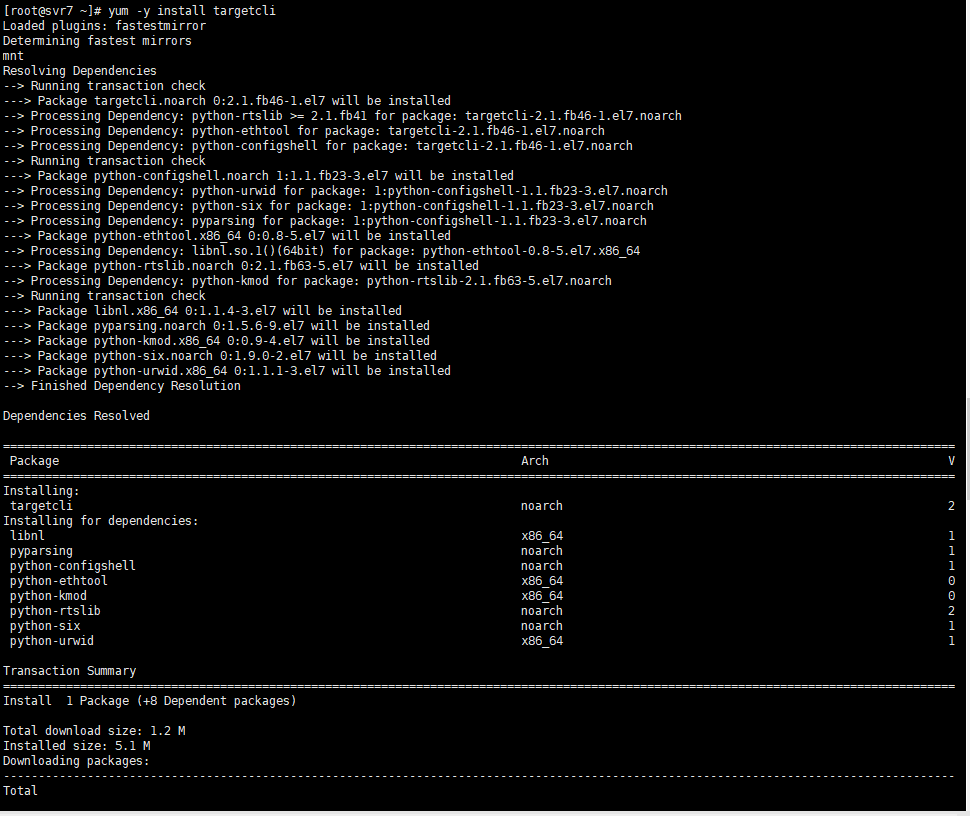 [root@svr7 ~]# yum -y install targetcli
Loaded plugins: fastestmirror
Determining fastest mirrors
mnt
Resolving Dependencies
--> Running transaction check
---> Package targetcli.noarch 0:2.1.fb46-1.el7 will be installed
--> Processing Dependency: python-rtslib >= 2.1.fb41 for package: targetcli-2.1.fb46-1.el7.noarch
--> Processing Dependency: python-ethtool for package: targetcli-2.1.fb46-1.el7.noarch
--> Processing Dependency: python-configshell for package: targetcli-2.1.fb46-1.el7.noarch
--> Running transaction check
---> Package python-configshell.noarch 1:1.1.fb23-3.el7 will be installed
--> Processing Dependency: python-urwid for package: 1:python-configshell-1.1.fb23-3.el7.noarch
--> Processing Dependency: python-six for package: 1:python-configshell-1.1.fb23-3.el7.noarch
--> Processing Dependency: pyparsing for package: 1:python-configshell-1.1.fb23-3.el7.noarch
---> Package python-ethtool.x86_64 0:0.8-5.el7 will be installed
--> Processing Dependency: libnl.so.1()(64bit) for package: python-ethtool-0.8-5.el7.x86_64
---> Package python-rtslib.noarch 0:2.1.fb63-5.el7 will be installed
--> Processing Dependency: python-kmod for package: python-rtslib-2.1.fb63-5.el7.noarch
--> Running transaction check
---> Package libnl.x86_64 0:1.1.4-3.el7 will be installed
---> Package pyparsing.noarch 0:1.5.6-9.el7 will be installed
---> Package python-kmod.x86_64 0:0.9-4.el7 will be installed
---> Package python-six.noarch 0:1.9.0-2.el7 will be installed
---> Package python-urwid.x86_64 0:1.1.1-3.el7 will be installed
--> Finished Dependency Resolution
Dependencies Resolved
Package Arch V
Installing:
targetcli noarch 2
Installing for dependencies:
libnl x86_64 1
pyparsing noarch 1
python-configshell noarch 1
python-ethtool x86_64 0
python-kmod x86_64 0
python-rtslib noarch 2
python-six noarch 1
python-urwid x86_64 1
Transaction Summary
Install  1 Package (+8 Dependent packages)
Total download size: 1.2 M
Installed size: 5.1 M
Downloading packages:
Total